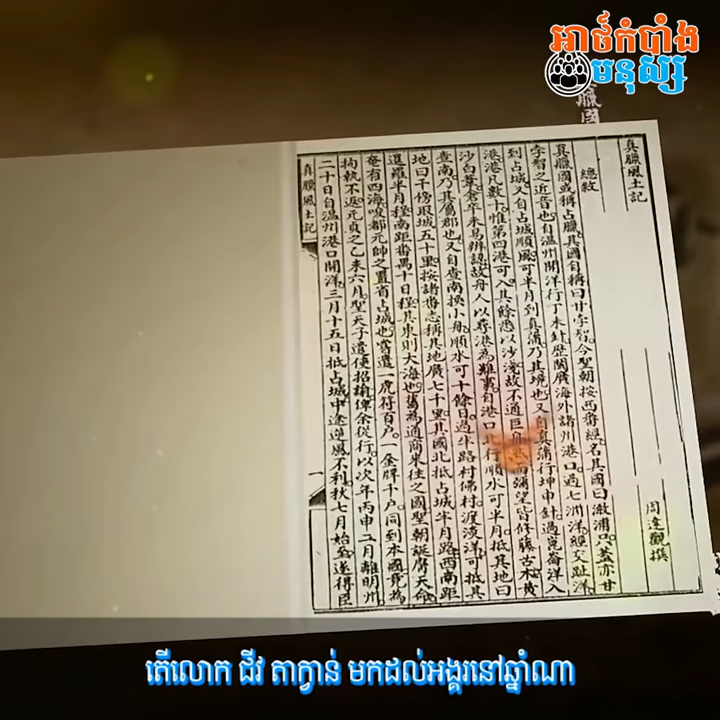 អាថ៌កំបាំង
មនុស្ស
臘國
真臘風土記
總敘
周達觀撰
真臘國或稱占臘其國自稱曰甘孛智今聖朝按西番經名其國曰澉浦只蓋亦甘
孛智之近音也自溫州開洋行丁未針歷閩廣海外諸州港口過七洲洋經交趾洋
到占城又自占城順風可半月到真蒲乃其境也又自真蒲行坤申針過崑崙洋入
港港凡數十惟第四港可入其餘悉以沙淺故不通巨舟然而彌望皆修藤古木黃
沙白葦倉卒未易辨認故舟人以尋港為難事自港口北行順水可半月抵其地曰
查南乃其屬郡也又自查南換小舟順水可十餘日過半路村佛村渡淡洋可抵其
地曰干傍取城五十里按諸番志稱其地廣七千里其國北抵占城半月路西南距
暹羅半月程南距番禺十日程其東則大海也舊為通商來往之國聖朝誕膺天命
奄有四海唆都元帥之置省占城也嘗遣一虎符百戶一金牌千戶同到本國竟為
拘執不返元貞之乙未六月聖天子遣使招諭俾余從行以次年丙申二月離明州
二十日自溫州港口開洋三月十五日抵占城中途逆風不利秋七月始至遂得臣
真臘風土記
一
តើលោក ជីវ តាក្វាន់ មកដល់អង្គរនៅឆ្នាំណា